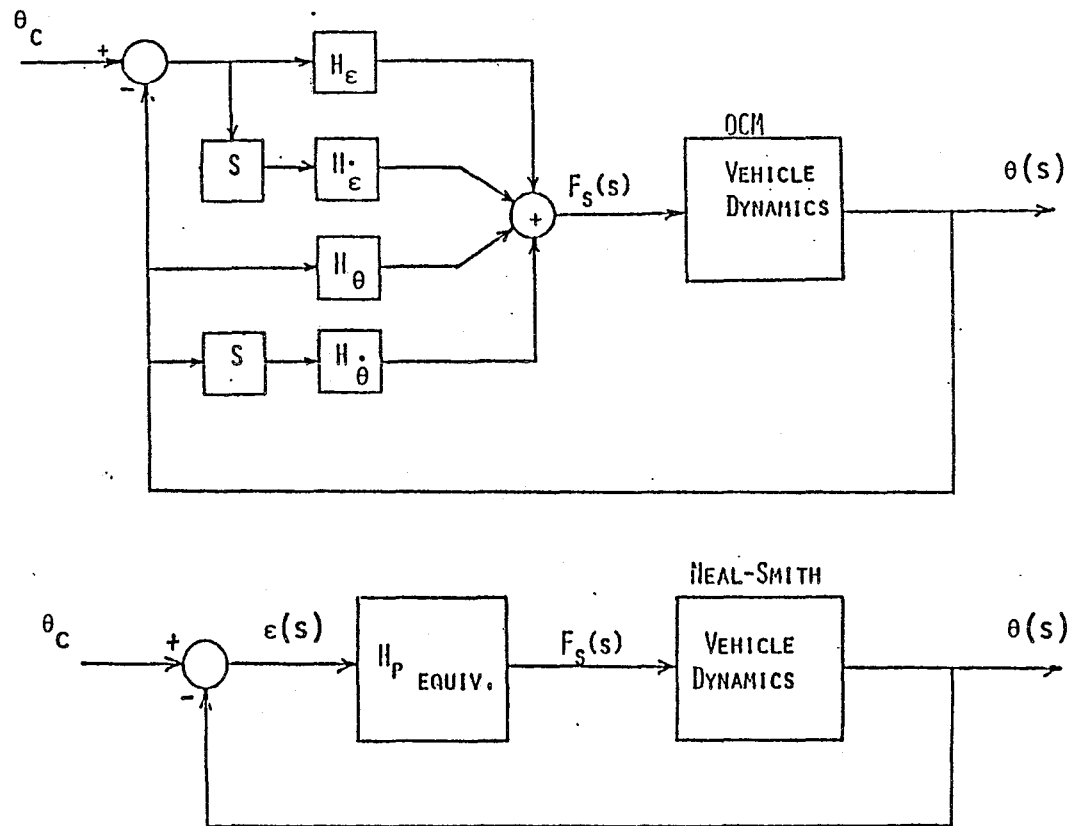 θc
+
-
Hε
S
Hε̇
OCM
VEHICLE
DYNAMICS
Fs(s)
θ(s)
+
Hθ
S
Hθ̇
NEAL-SMITH
θc
+
-
ε(s)
Hp EQUIV.
Fs(s)
VEHICLE
DYNAMICS
θ(s)